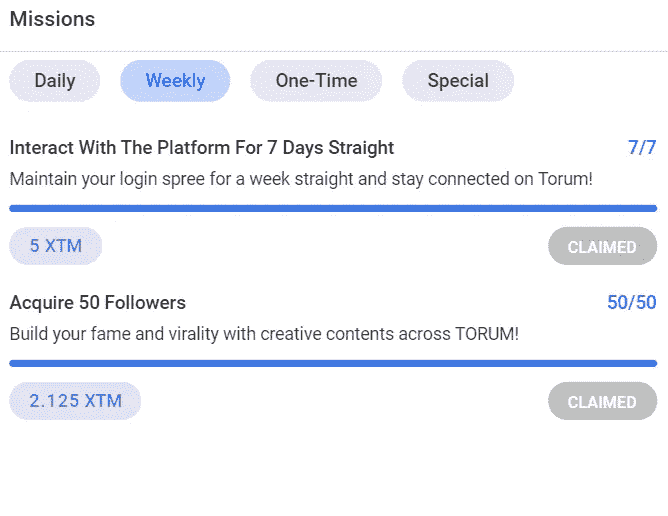 Missions
Daily Weekly One-Time Special
Interact With The Platform For 7 Days Straight 7/7
Maintain your login spree for a week straight and stay connected on Torum!
5 XTM CLAIMED
Acquire 50 Followers 50/50
Build your fame and virality with creative contents across TORUM!
2.125 XTM CLAIMED